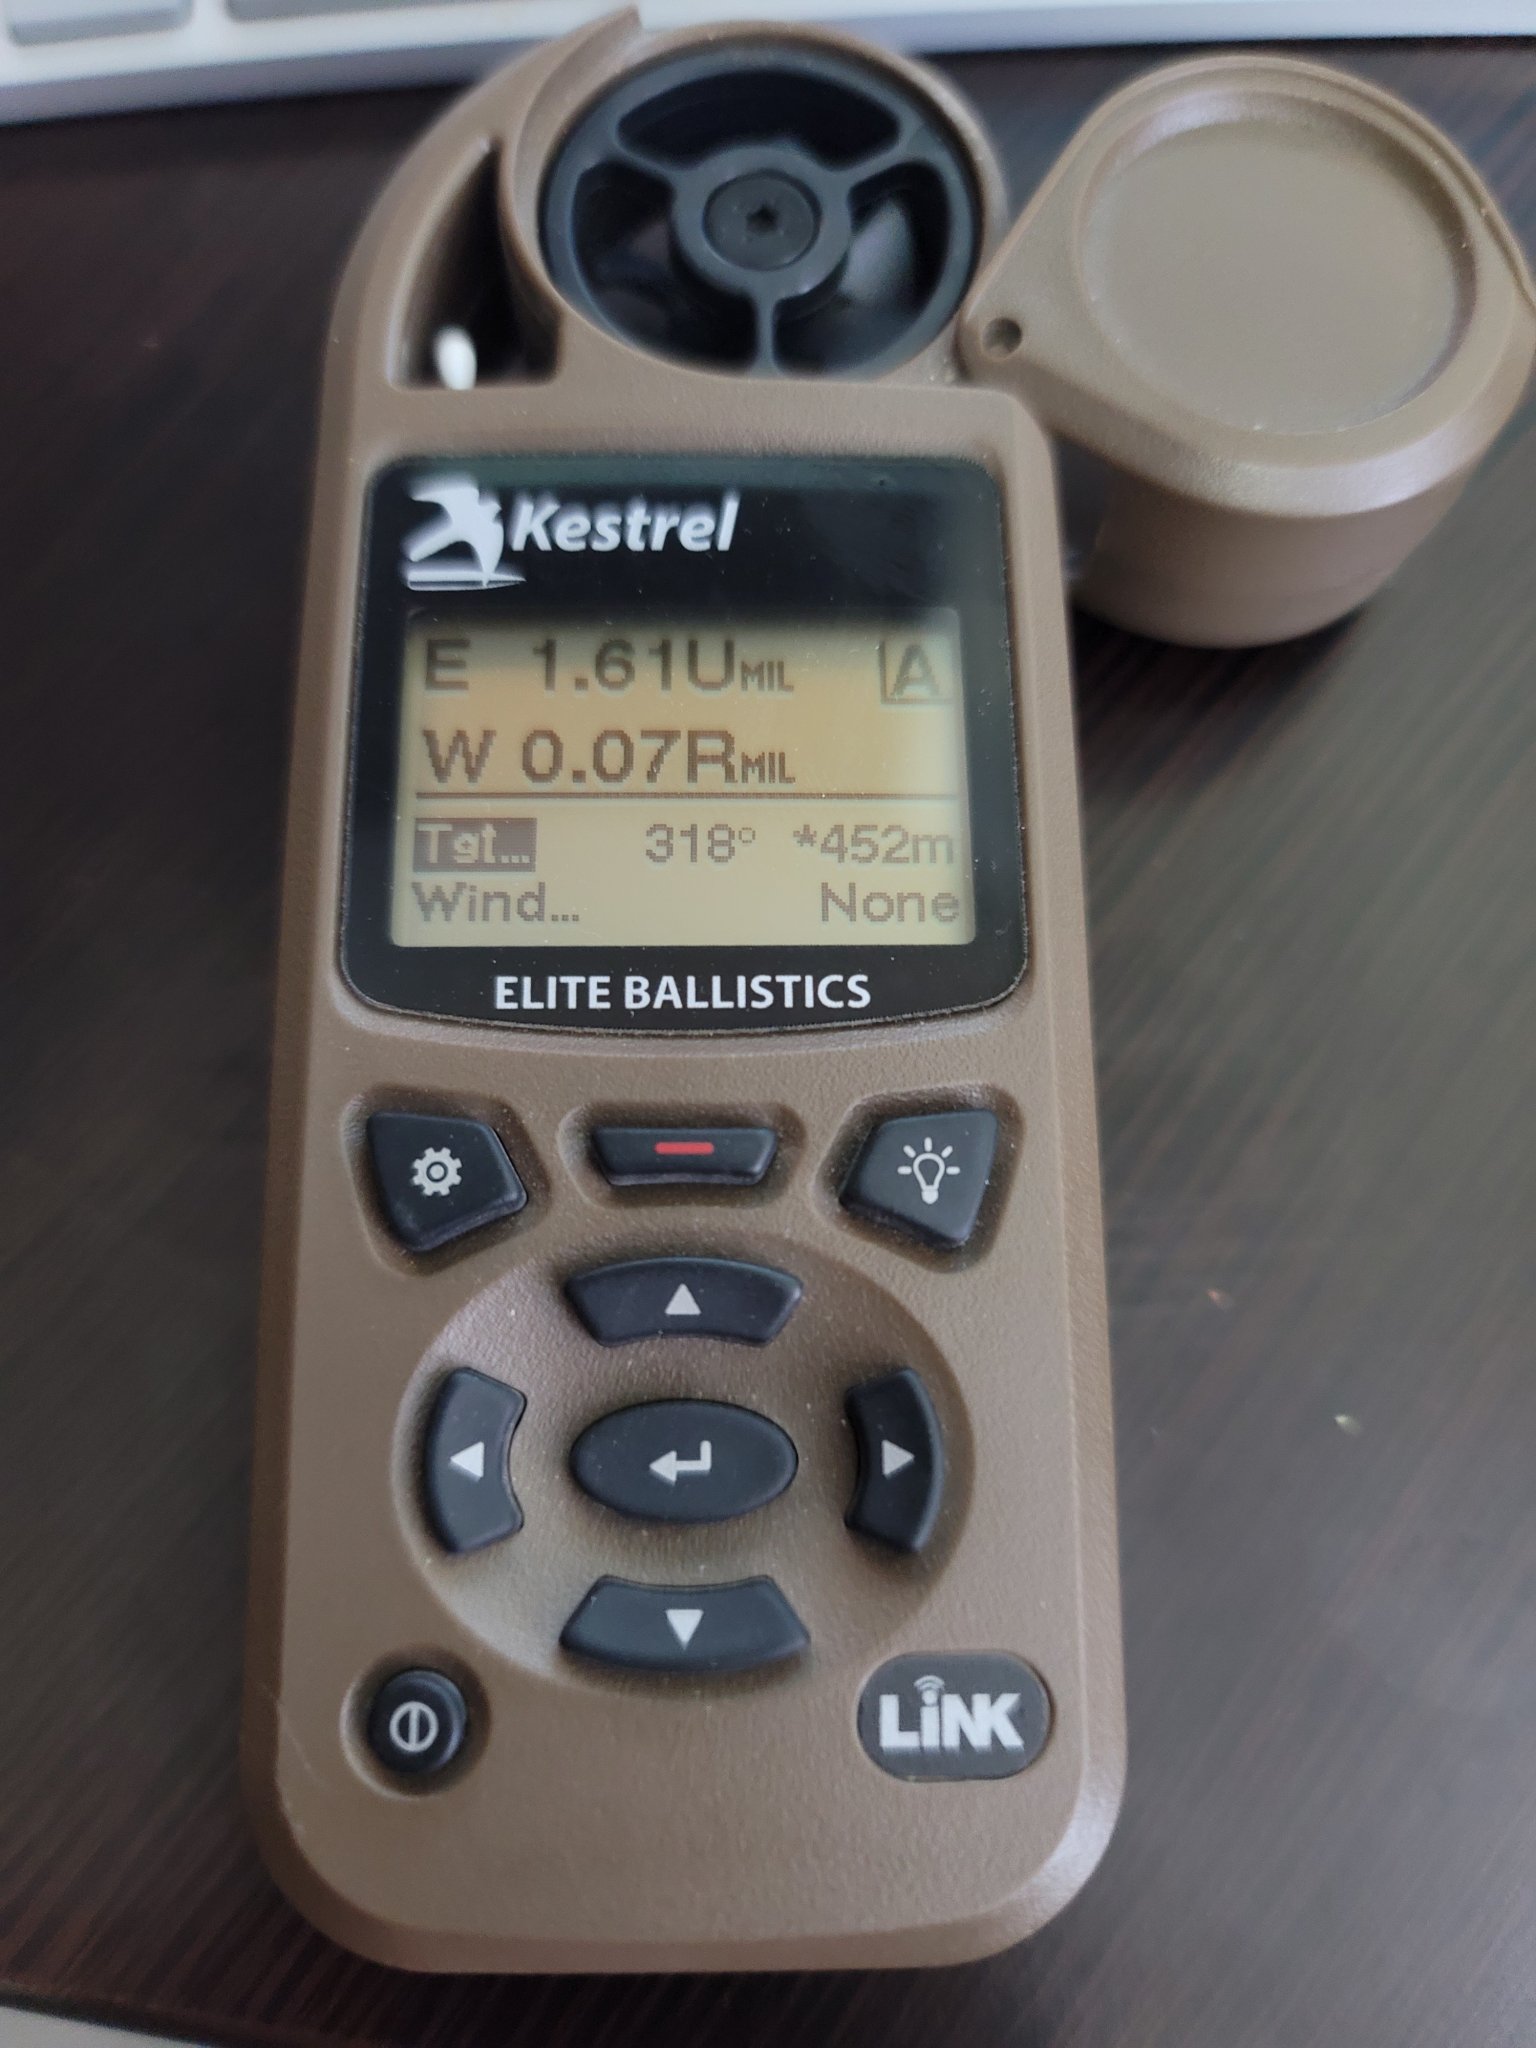 Kestrel
E 1.61UMIL A
W 0.07RMIL
Tgt... 318° *452m
Wind... None
ELITE BALLISTICS
LiNK